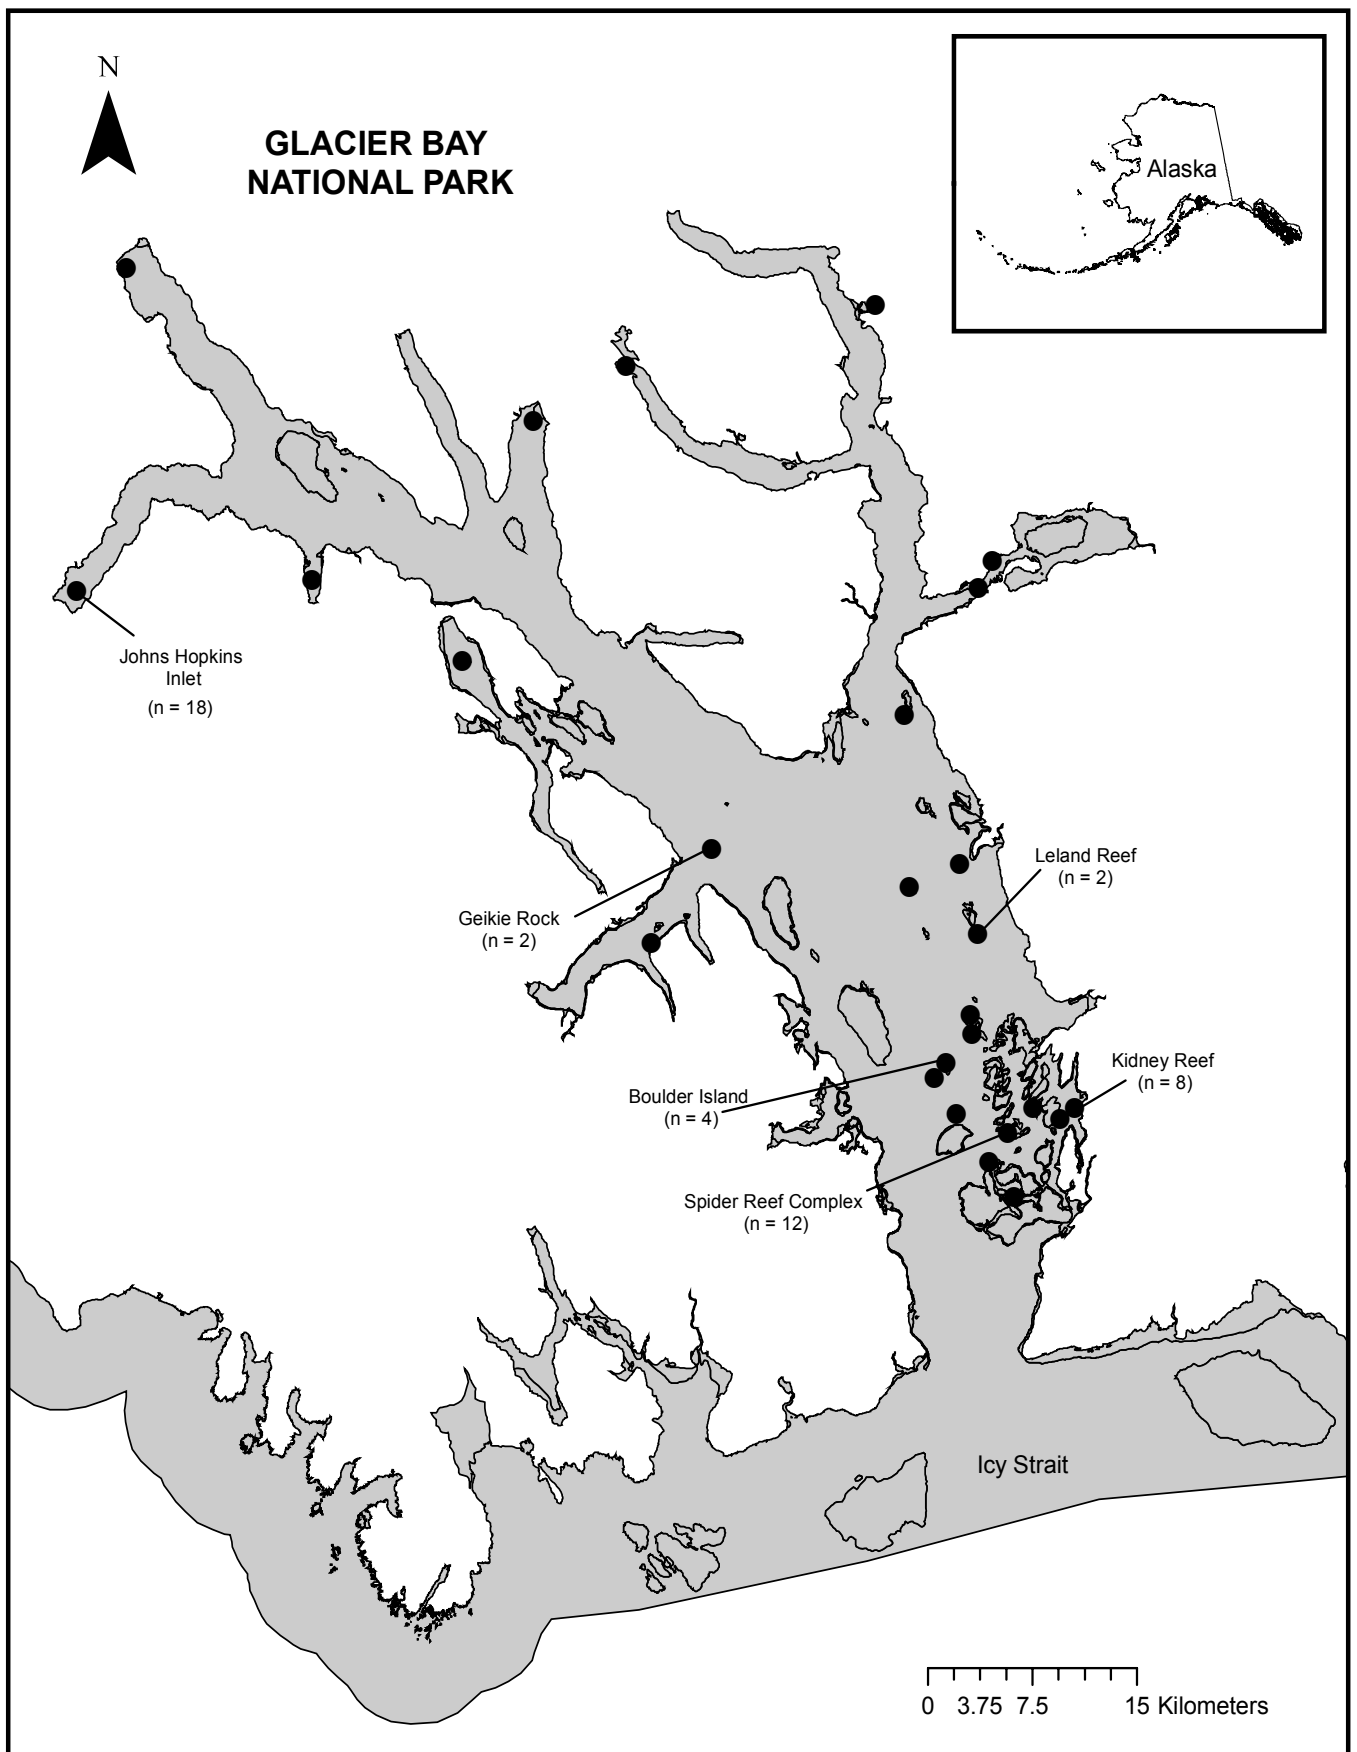 N
GLACIER BAY
NATIONAL PARK
Alaska
Johns Hopkins
Inlet
(n = 18)
Leland Reef
(n = 2)
Geikie Rock
(n = 2)
Kidney Reef
(n = 8)
Boulder Island
(n = 4)
Spider Reef Complex
(n = 12)
Icy Strait
0 3.75 7.5 15 Kilometers